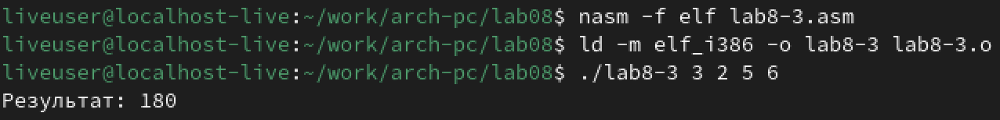 liveuser@localhost-live:~/work/arch-pc/lab08$ nasm -f elf lab8-3.asm
liveuser@localhost-live:~/work/arch-pc/lab08$ ld -m elf_i386 -o lab8-3 lab8-3.o
liveuser@localhost-live:~/work/arch-pc/lab08$ ./lab8-3 3 2 5 6
Результат: 180